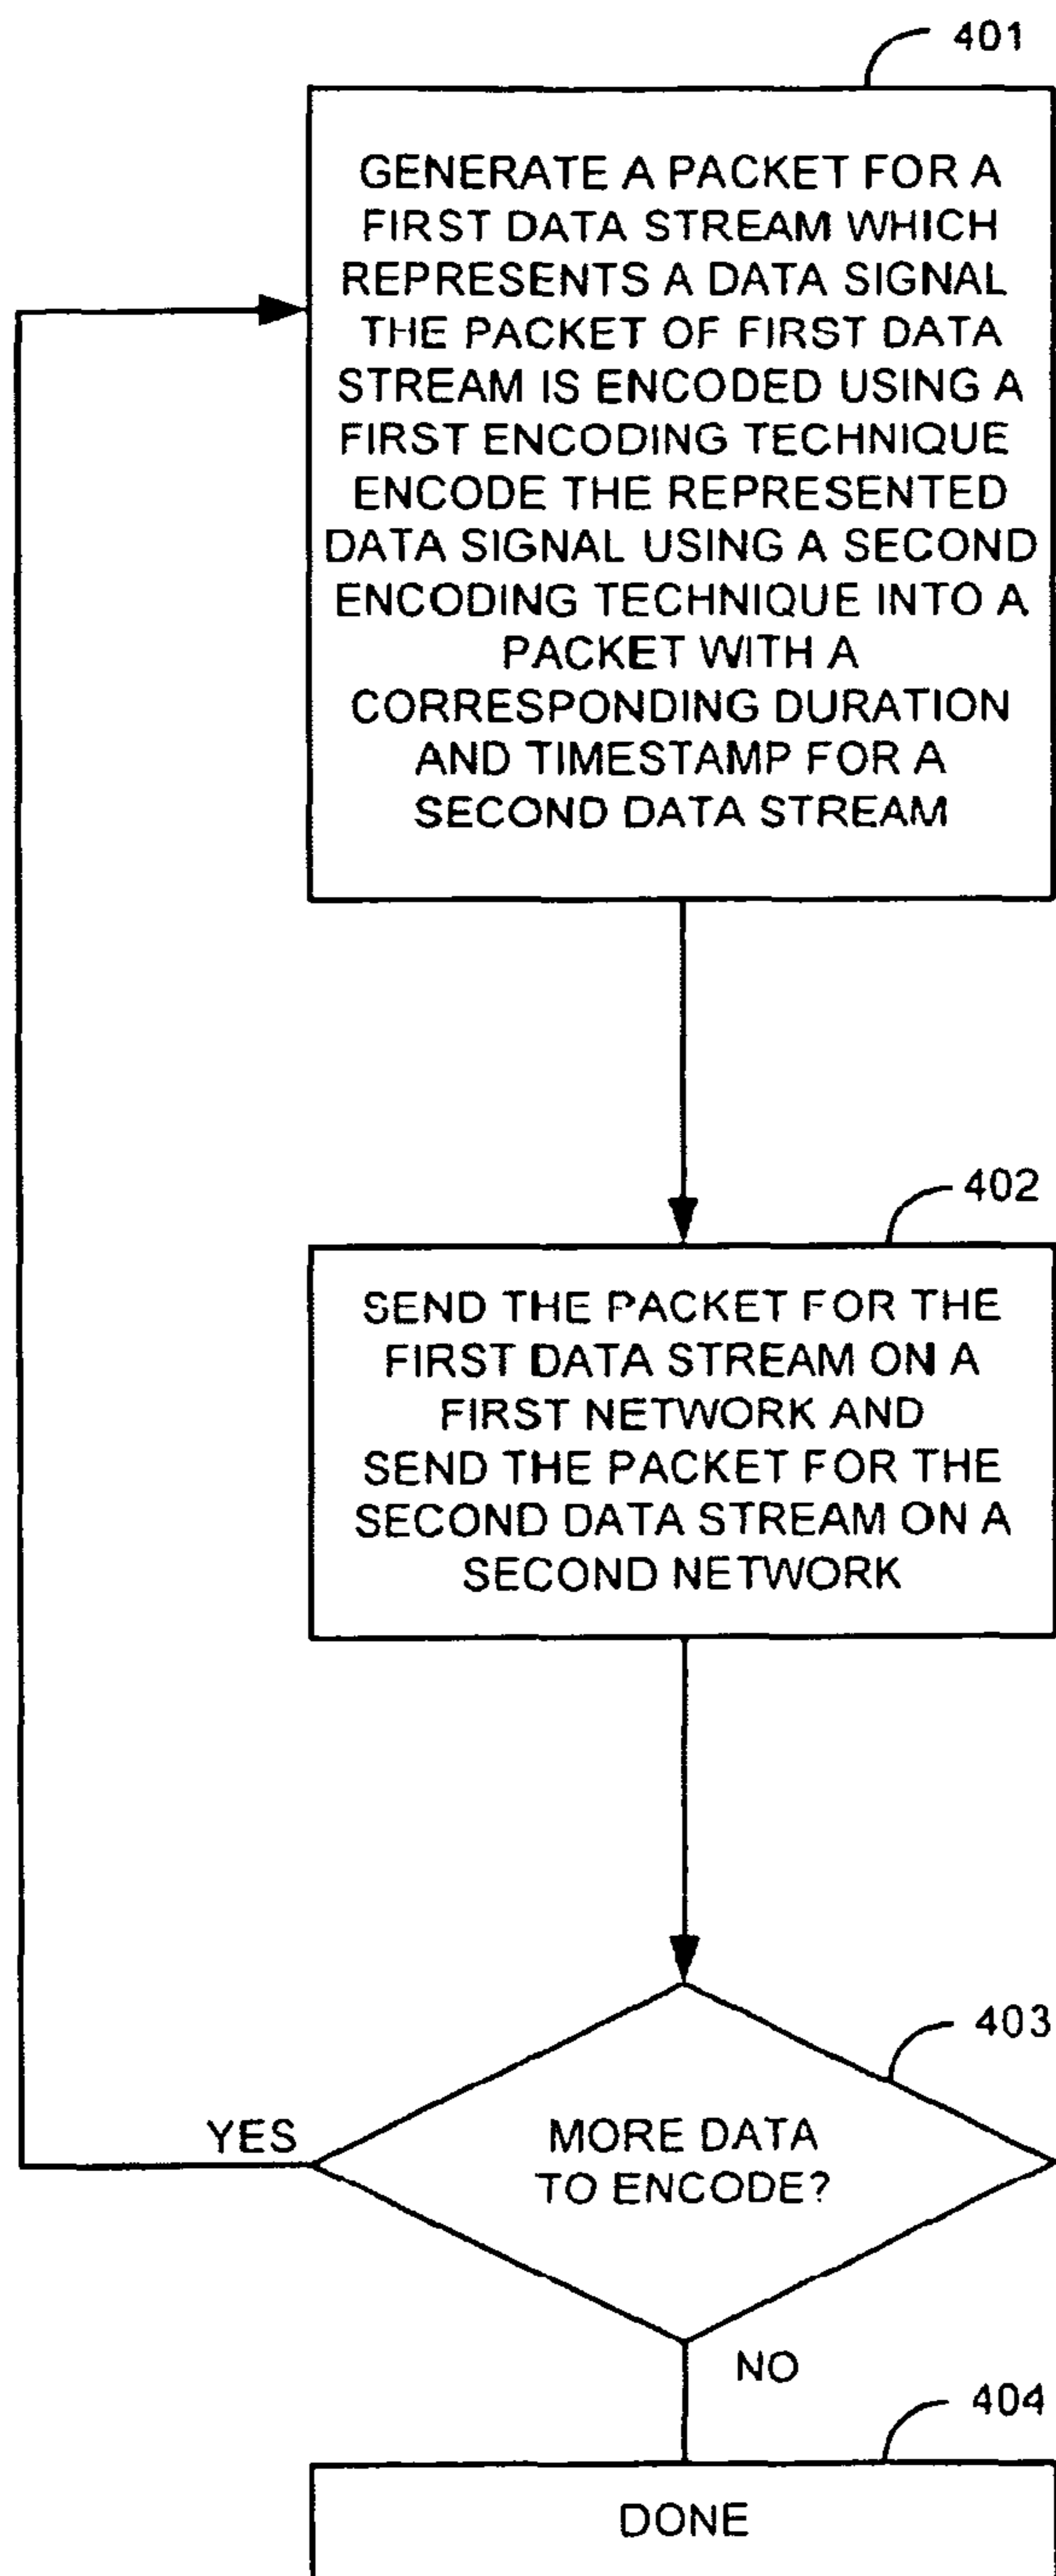 401
GENERATE A PACKET FOR A
FIRST DATA STREAM WHICH
REPRESENTS A DATA SIGNAL
THE PACKET OF FIRST DATA
STREAM IS ENCODED USING A
FIRST ENCODING TECHNIQUE
ENCODE THE REPRESENTED
DATA SIGNAL USING A SECOND
ENCODING TECHNIQUE INTO A
PACKET WITH A
CORRESPONDING DURATION
AND TIMESTAMP FOR A
SECOND DATA STREAM
402
SEND THE PACKET FOR THE
FIRST DATA STREAM ON A
FIRST NETWORK AND
SEND THE PACKET FOR THE
SECOND DATA STREAM ON A
SECOND NETWORK
403
YES
MORE DATA
TO ENCODE?
NO
404
DONE